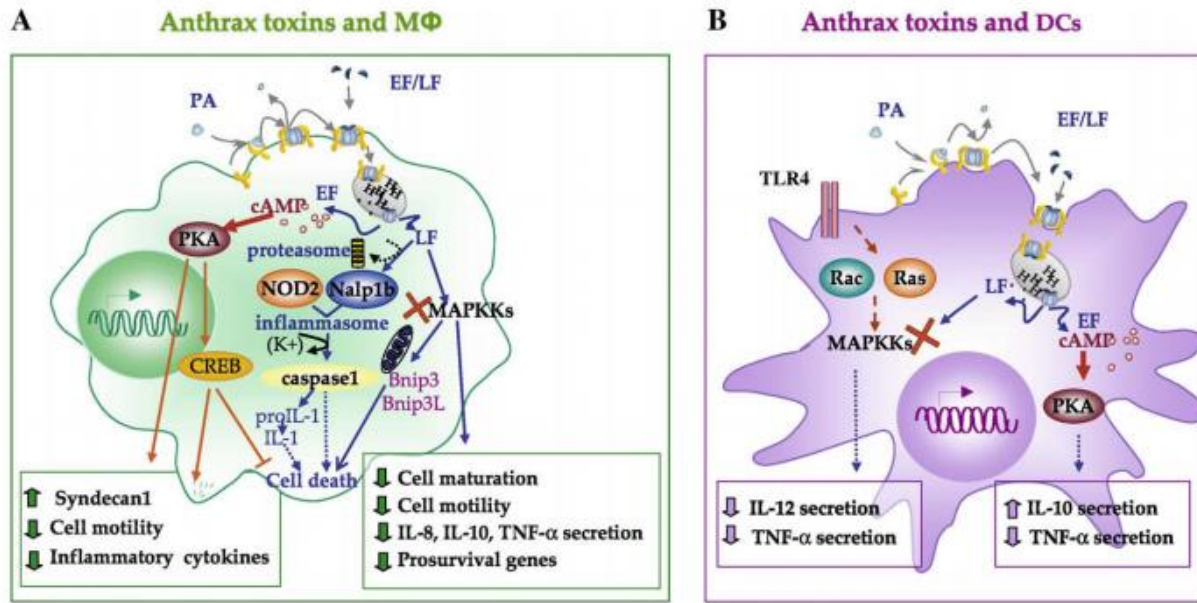 A
Anthrax toxins and MΦ
PA
EF/LF
EF
cAMP
PKA
LF
proteasome
NOD2
Nalp1b
MAPKKs
inflammasome
(K+)
CREB
caspase1
Bnip3
Bnip3L
proIL-1
IL-1
Cell death
Syndecan1
Cell motility
Inflammatory cytokines
Cell maturation
Cell motility
IL-8, IL-10, TNF-α secretion
Prosurvival genes
B
Anthrax toxins and DCs
PA
EF/LF
TLR4
Rac
Ras
LF
EF
cAMP
MAPKKs
PKA
IL-12 secretion
TNF-α secretion
IL-10 secretion
TNF-α secretion